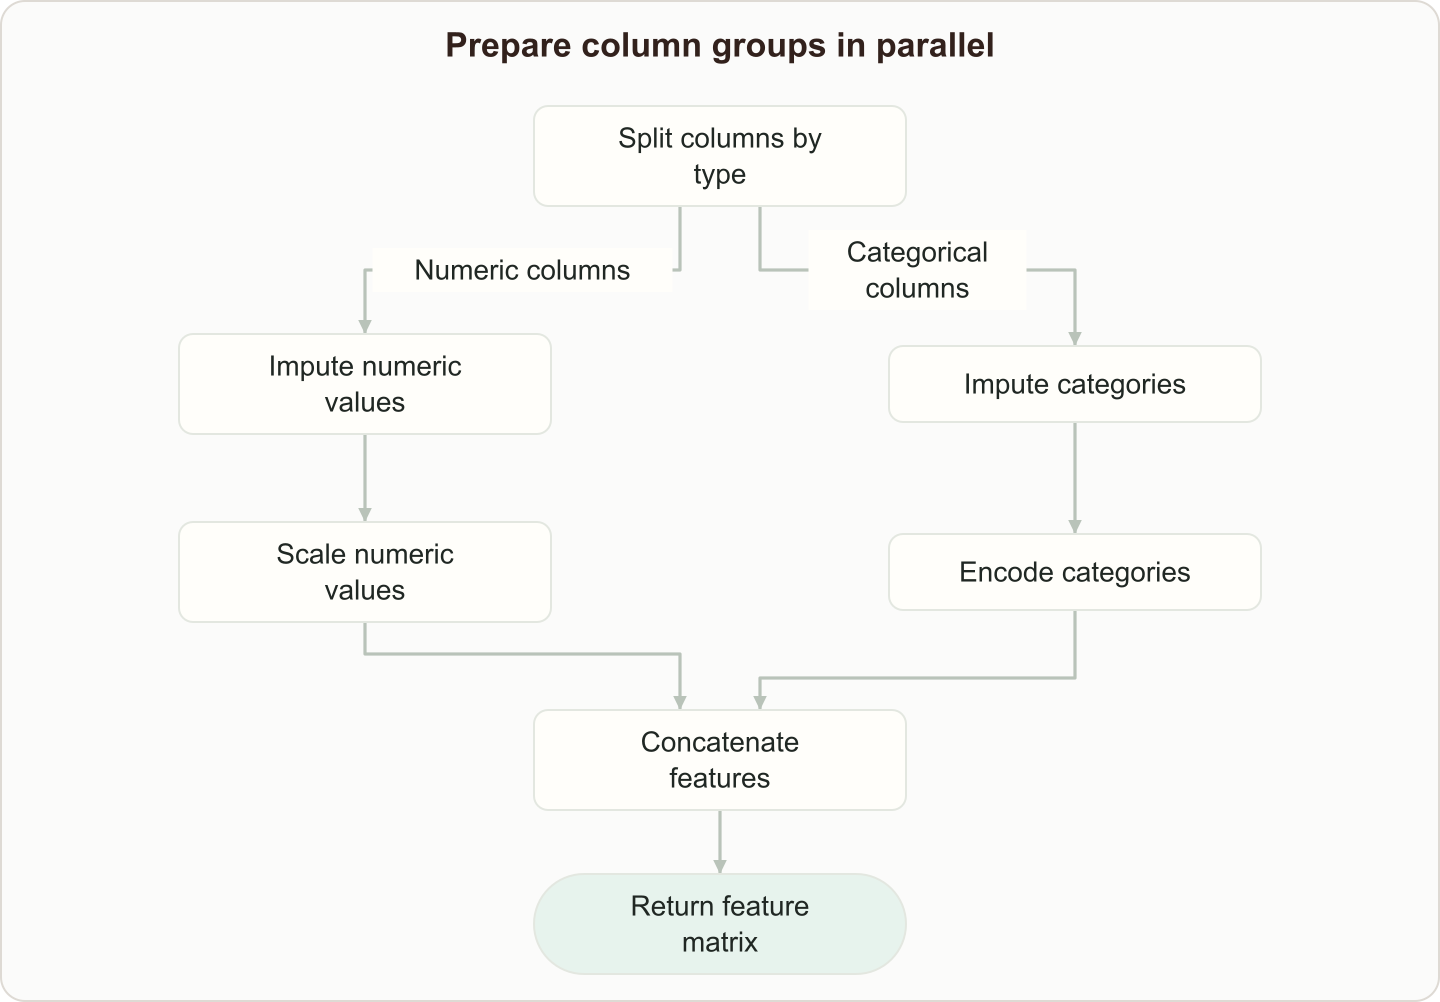 Prepare column groups in parallel
Split columns by
type
Numeric columns
Categorical
columns
Impute numeric
values
Impute categories
Scale numeric
values
Encode categories
Concatenate
features
Return feature
matrix